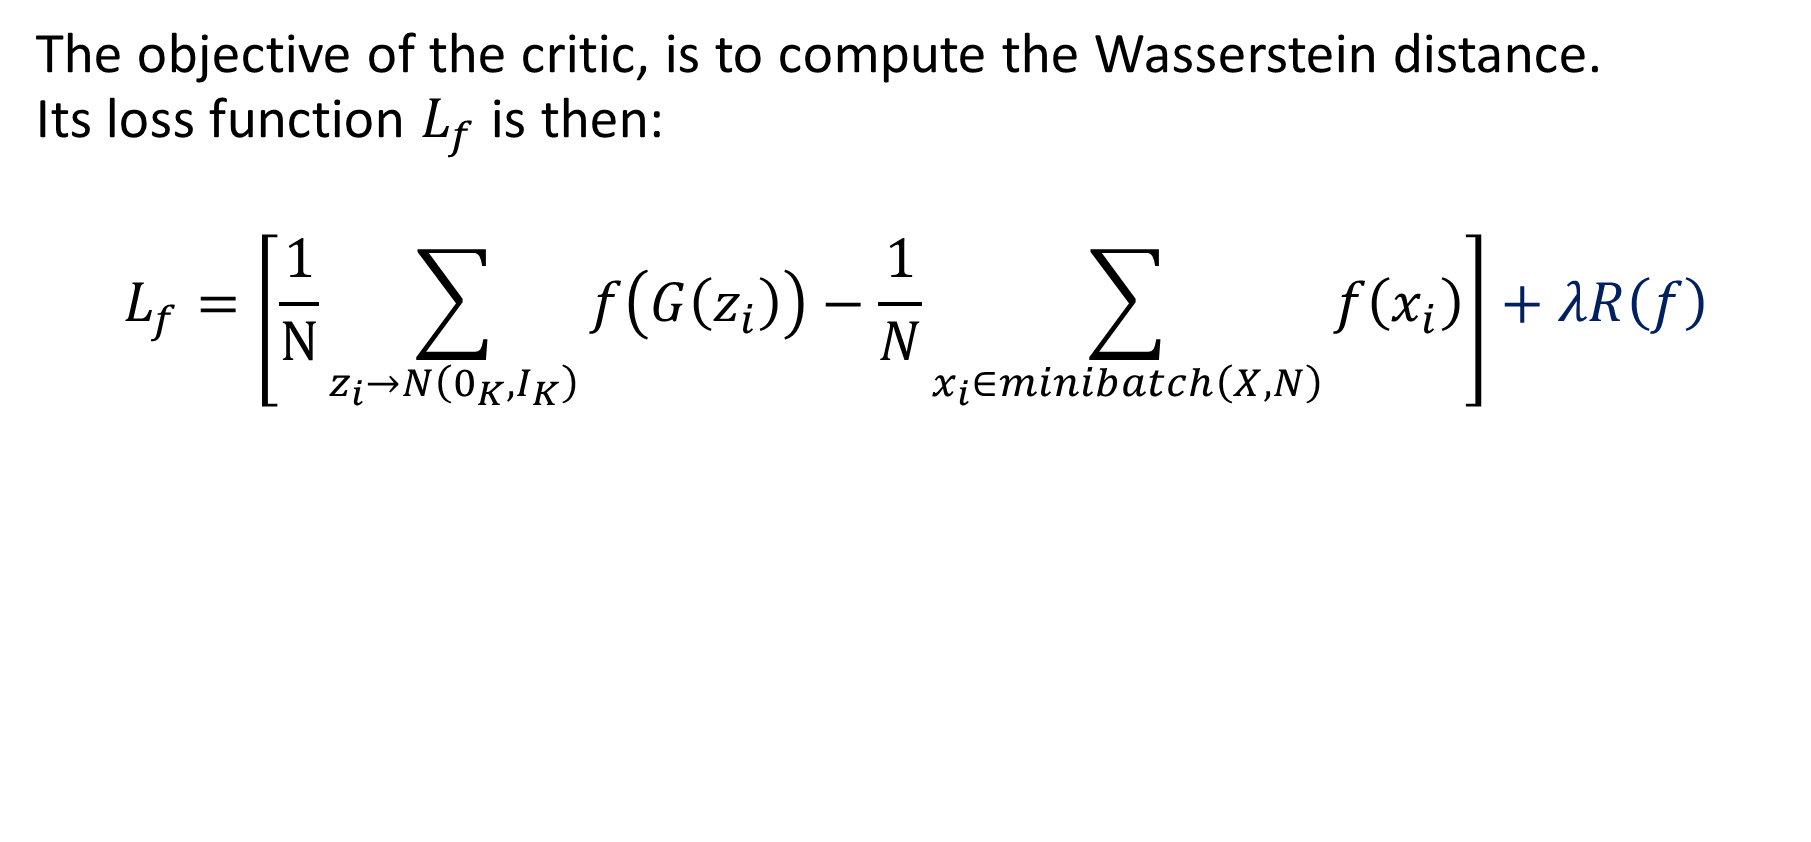 The objective of the critic, is to compute the Wasserstein distance.
Its loss function L_f is then:
L_f = [1/N ∑_{z_i→N(0_K,I_K)} f(G(z_i)) − 1/N ∑_{x_i∈minibatch(X,N)} f(x_i)] + λR(f)